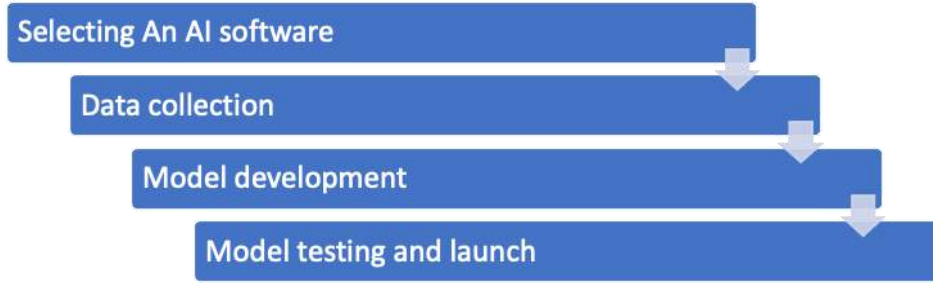 Selecting An AI software
Data collection
Model development
Model testing and launch